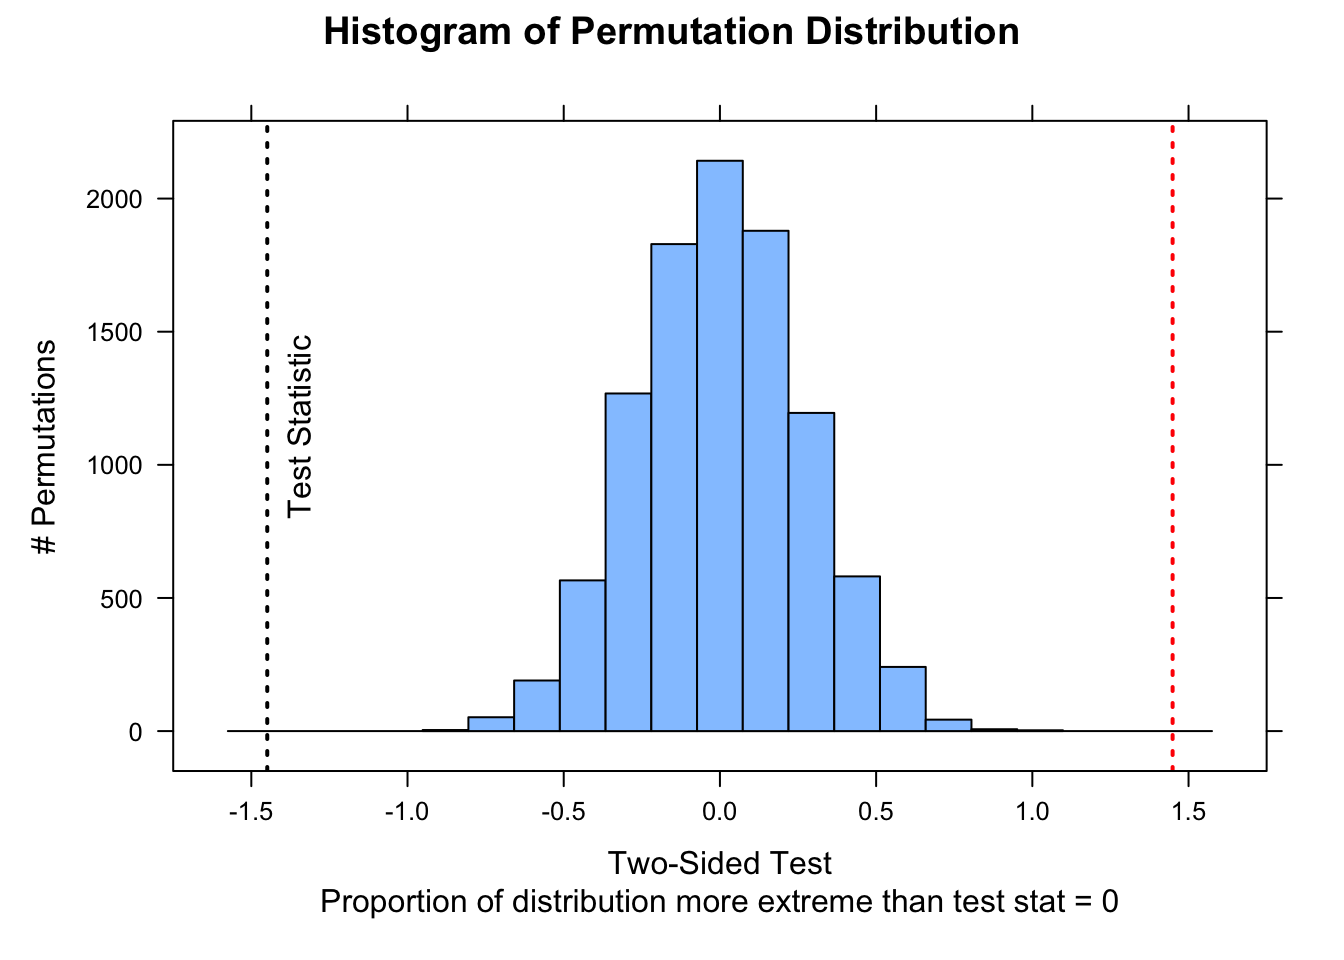 Histogram of Permutation Distribution
2000
1500
1000
500
0
# Permutations
Test Statistic
-1.5 -1.0 -0.5 0.0 0.5 1.0 1.5
Two-Sided Test
Proportion of distribution more extreme than test stat = 0